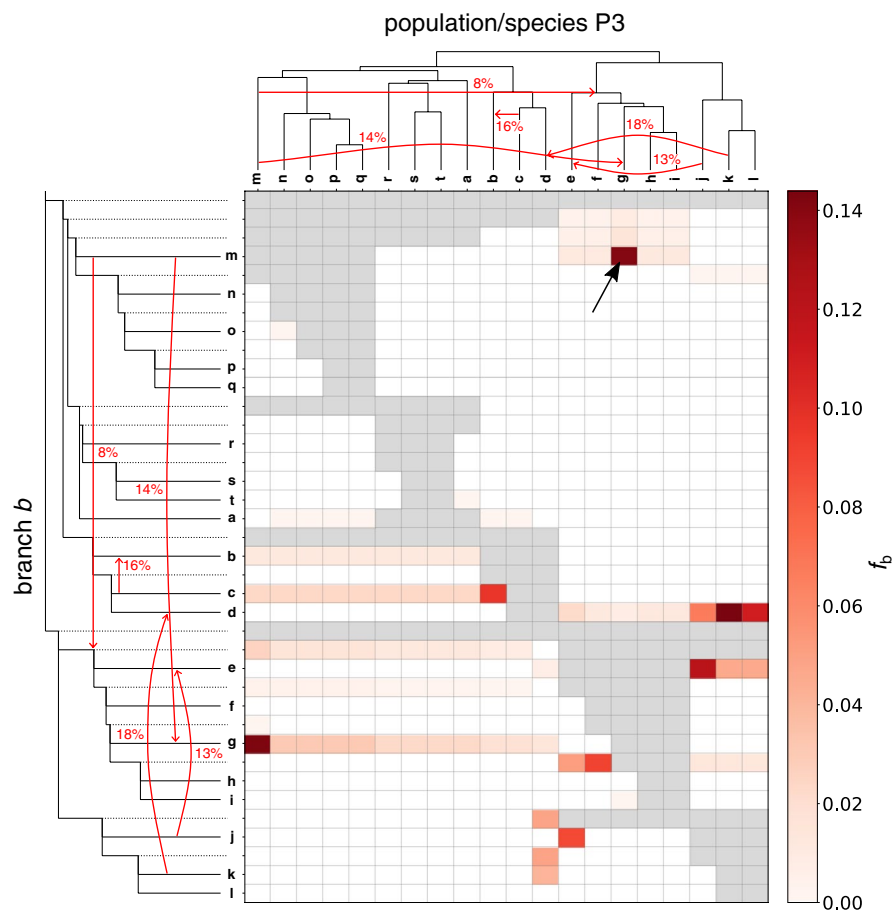 population/species P3
8%
16%
18%
14%
13%
m n o p q r s t a b c d e f g h i j k l
m
n
o
p
q
r
8%
s
14%
t
a
b
16%
c
d
e
f
18%
g
13%
h
i
j
k
l
branch b
0.14
0.12
0.10
0.08
0.06
0.04
0.02
0.00
fb